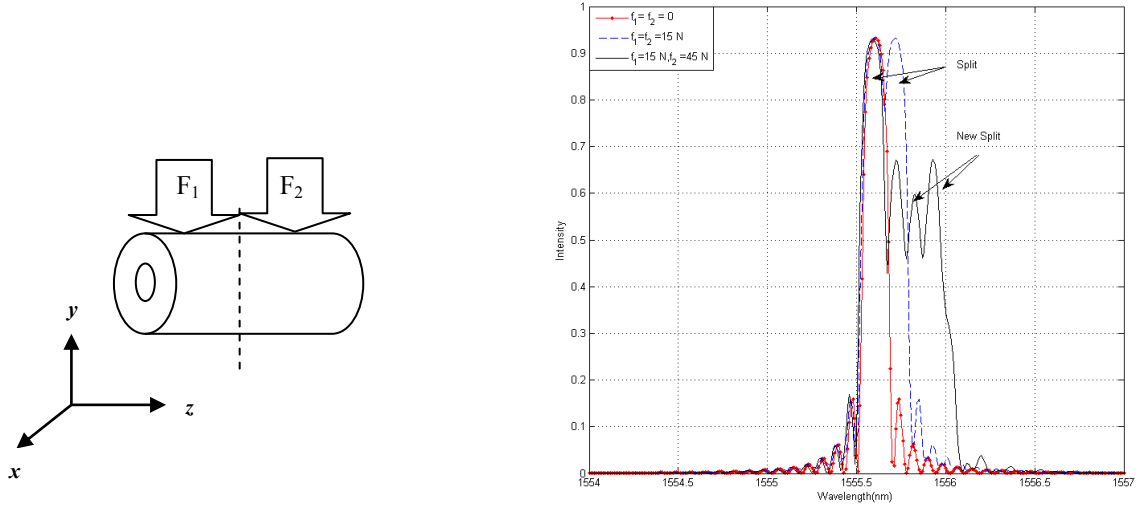 F₁
F₂
y
z
x
f₁= f₂ = 0
f₁=f₂ =15 N
f₁=15 N,f₂ =45 N
Split
New Split
Intensity
1
0.9
0.8
0.7
0.6
0.5
0.4
0.3
0.2
0.1
0
1554
1554.5
1555
1555.5
1556
1556.5
1557
Wavelength(nm)